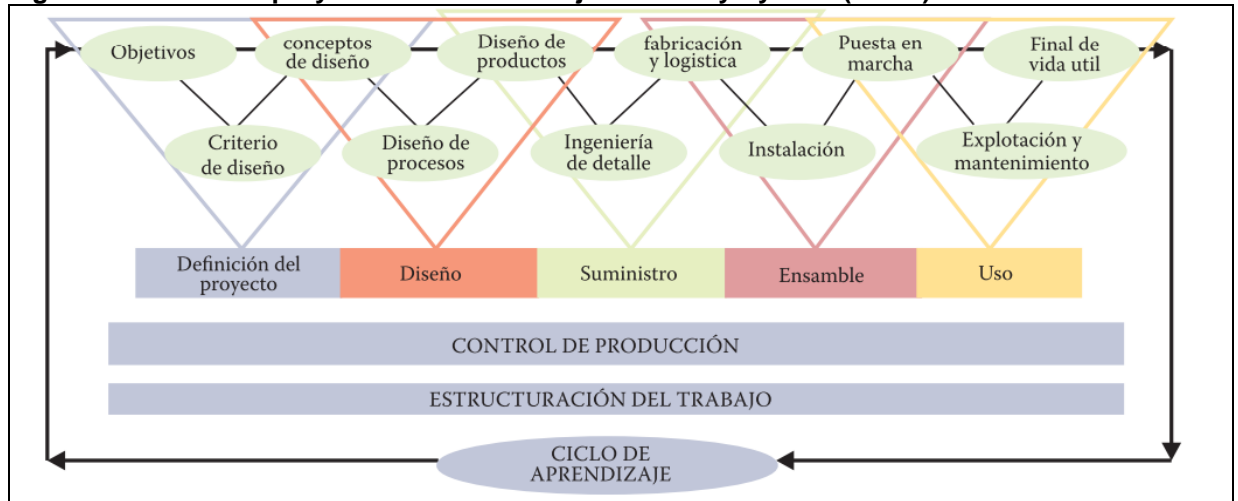 Objetivos
conceptos
de diseño
Diseño de
productos
fabricación
y logistica
Puesta en
marcha
Final de
vida util
Criterio
de diseño
Diseño de
procesos
Ingeniería
de detalle
Instalación
Explotación y
mantenimiento
Definición del
proyecto
Diseño
Suministro
Ensamble
Uso
CONTROL DE PRODUCCIÓN
ESTRUCTURACIÓN DEL TRABAJO
CICLO DE
APRENDIZAJE